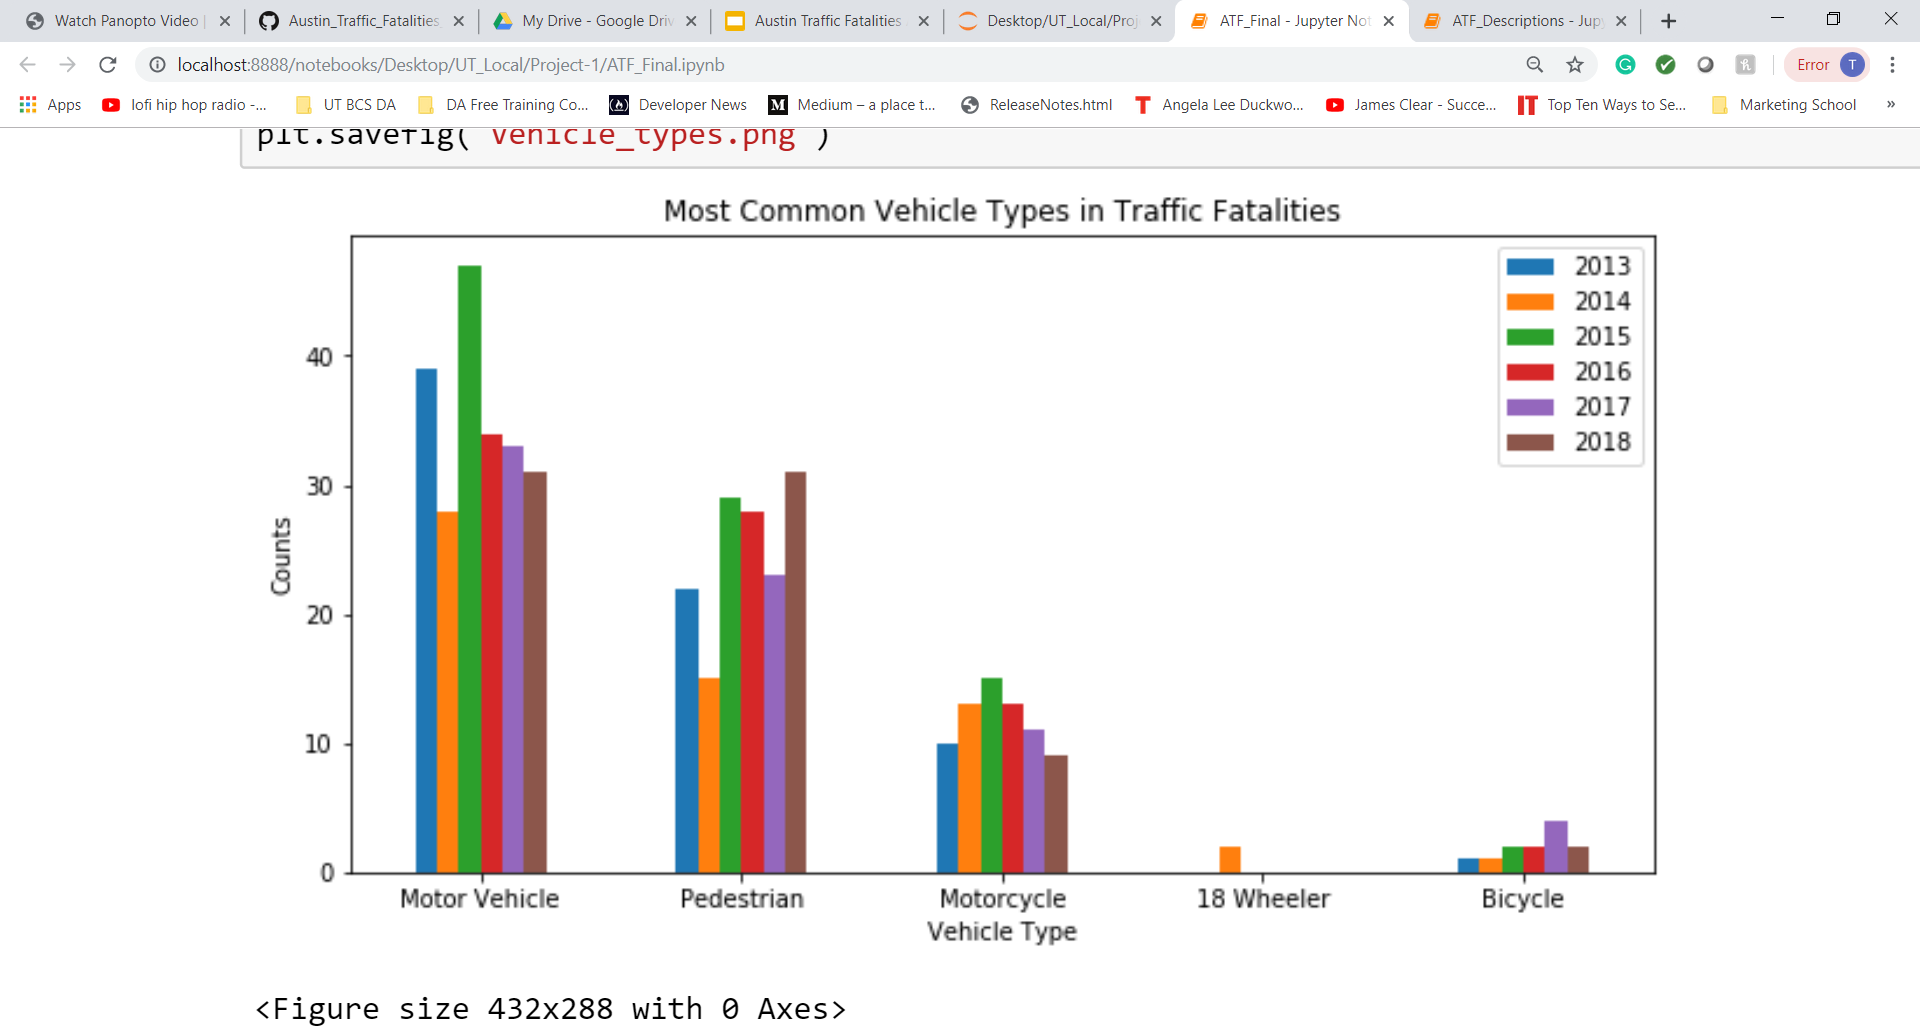 Watch Panopto Video
Austin_Traffic_Fatalities
My Drive - Google Driv
Austin Traffic Fatalities
Desktop/UT_Local/Proj
ATF_Final - Jupyter Not
ATF_Descriptions - Jup
localhost:8888/notebooks/Desktop/UT_Local/Project-1/ATF_Final.ipynb
Error T
Apps
lofi hip hop radio -...
UT BCS DA
DA Free Training Co...
Developer News
Medium – a place t...
ReleaseNotes.html
Angela Lee Duckwo...
James Clear - Succe...
Top Ten Ways to Se...
Marketing School
»
plt.savefig("vehicle_types.png")
Most Common Vehicle Types in Traffic Fatalities
2013
2014
2015
2016
2017
2018
40
30
20
10
0
Counts
Motor Vehicle
Pedestrian
Motorcycle
18 Wheeler
Bicycle
Vehicle Type
<Figure size 432x288 with 0 Axes>